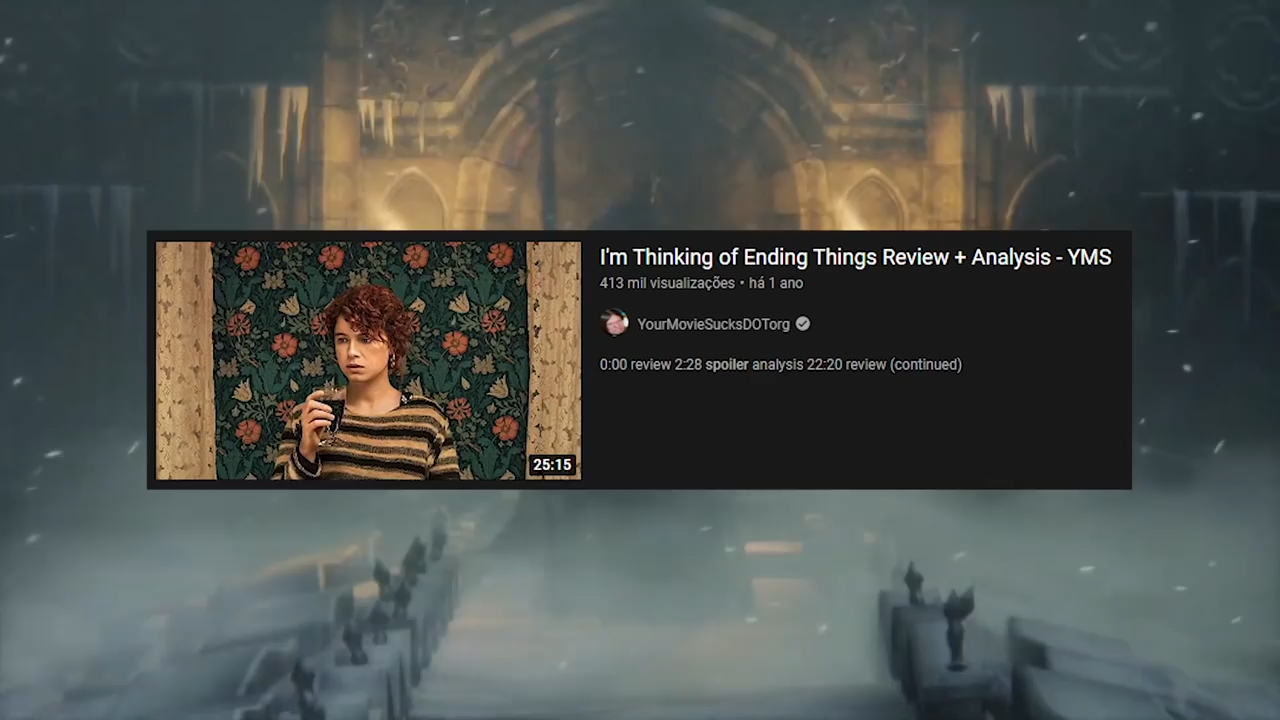 I'm Thinking of Ending Things Review + Analysis - YMS
413 mil visualizações • há 1 ano
YourMovieSucksDOTorg
0:00 review 2:28 spoiler analysis 22:20 review (continued)
25:15